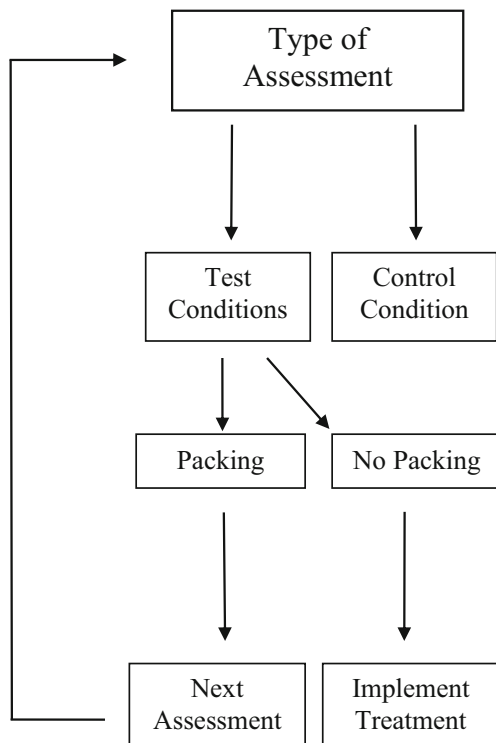 Type of
Assessment
Test
Conditions
Control
Condition
Packing
No Packing
Next
Assessment
Implement
Treatment